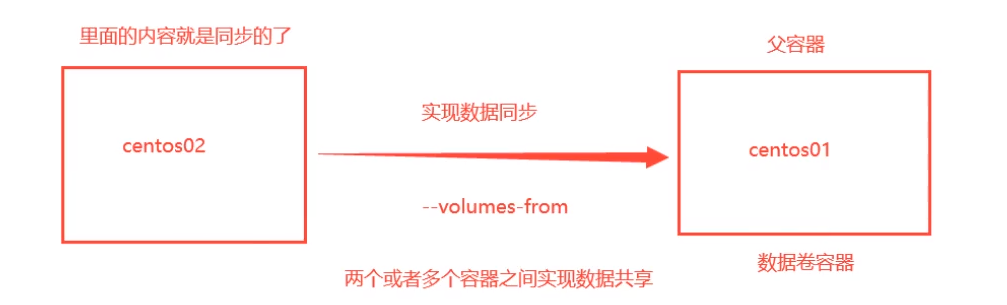 里面的内容就是同步的了
父容器
实现数据同步
centos02
centos01
--volumes-from
数据卷容器
两个或者多个容器之间实现数据共享